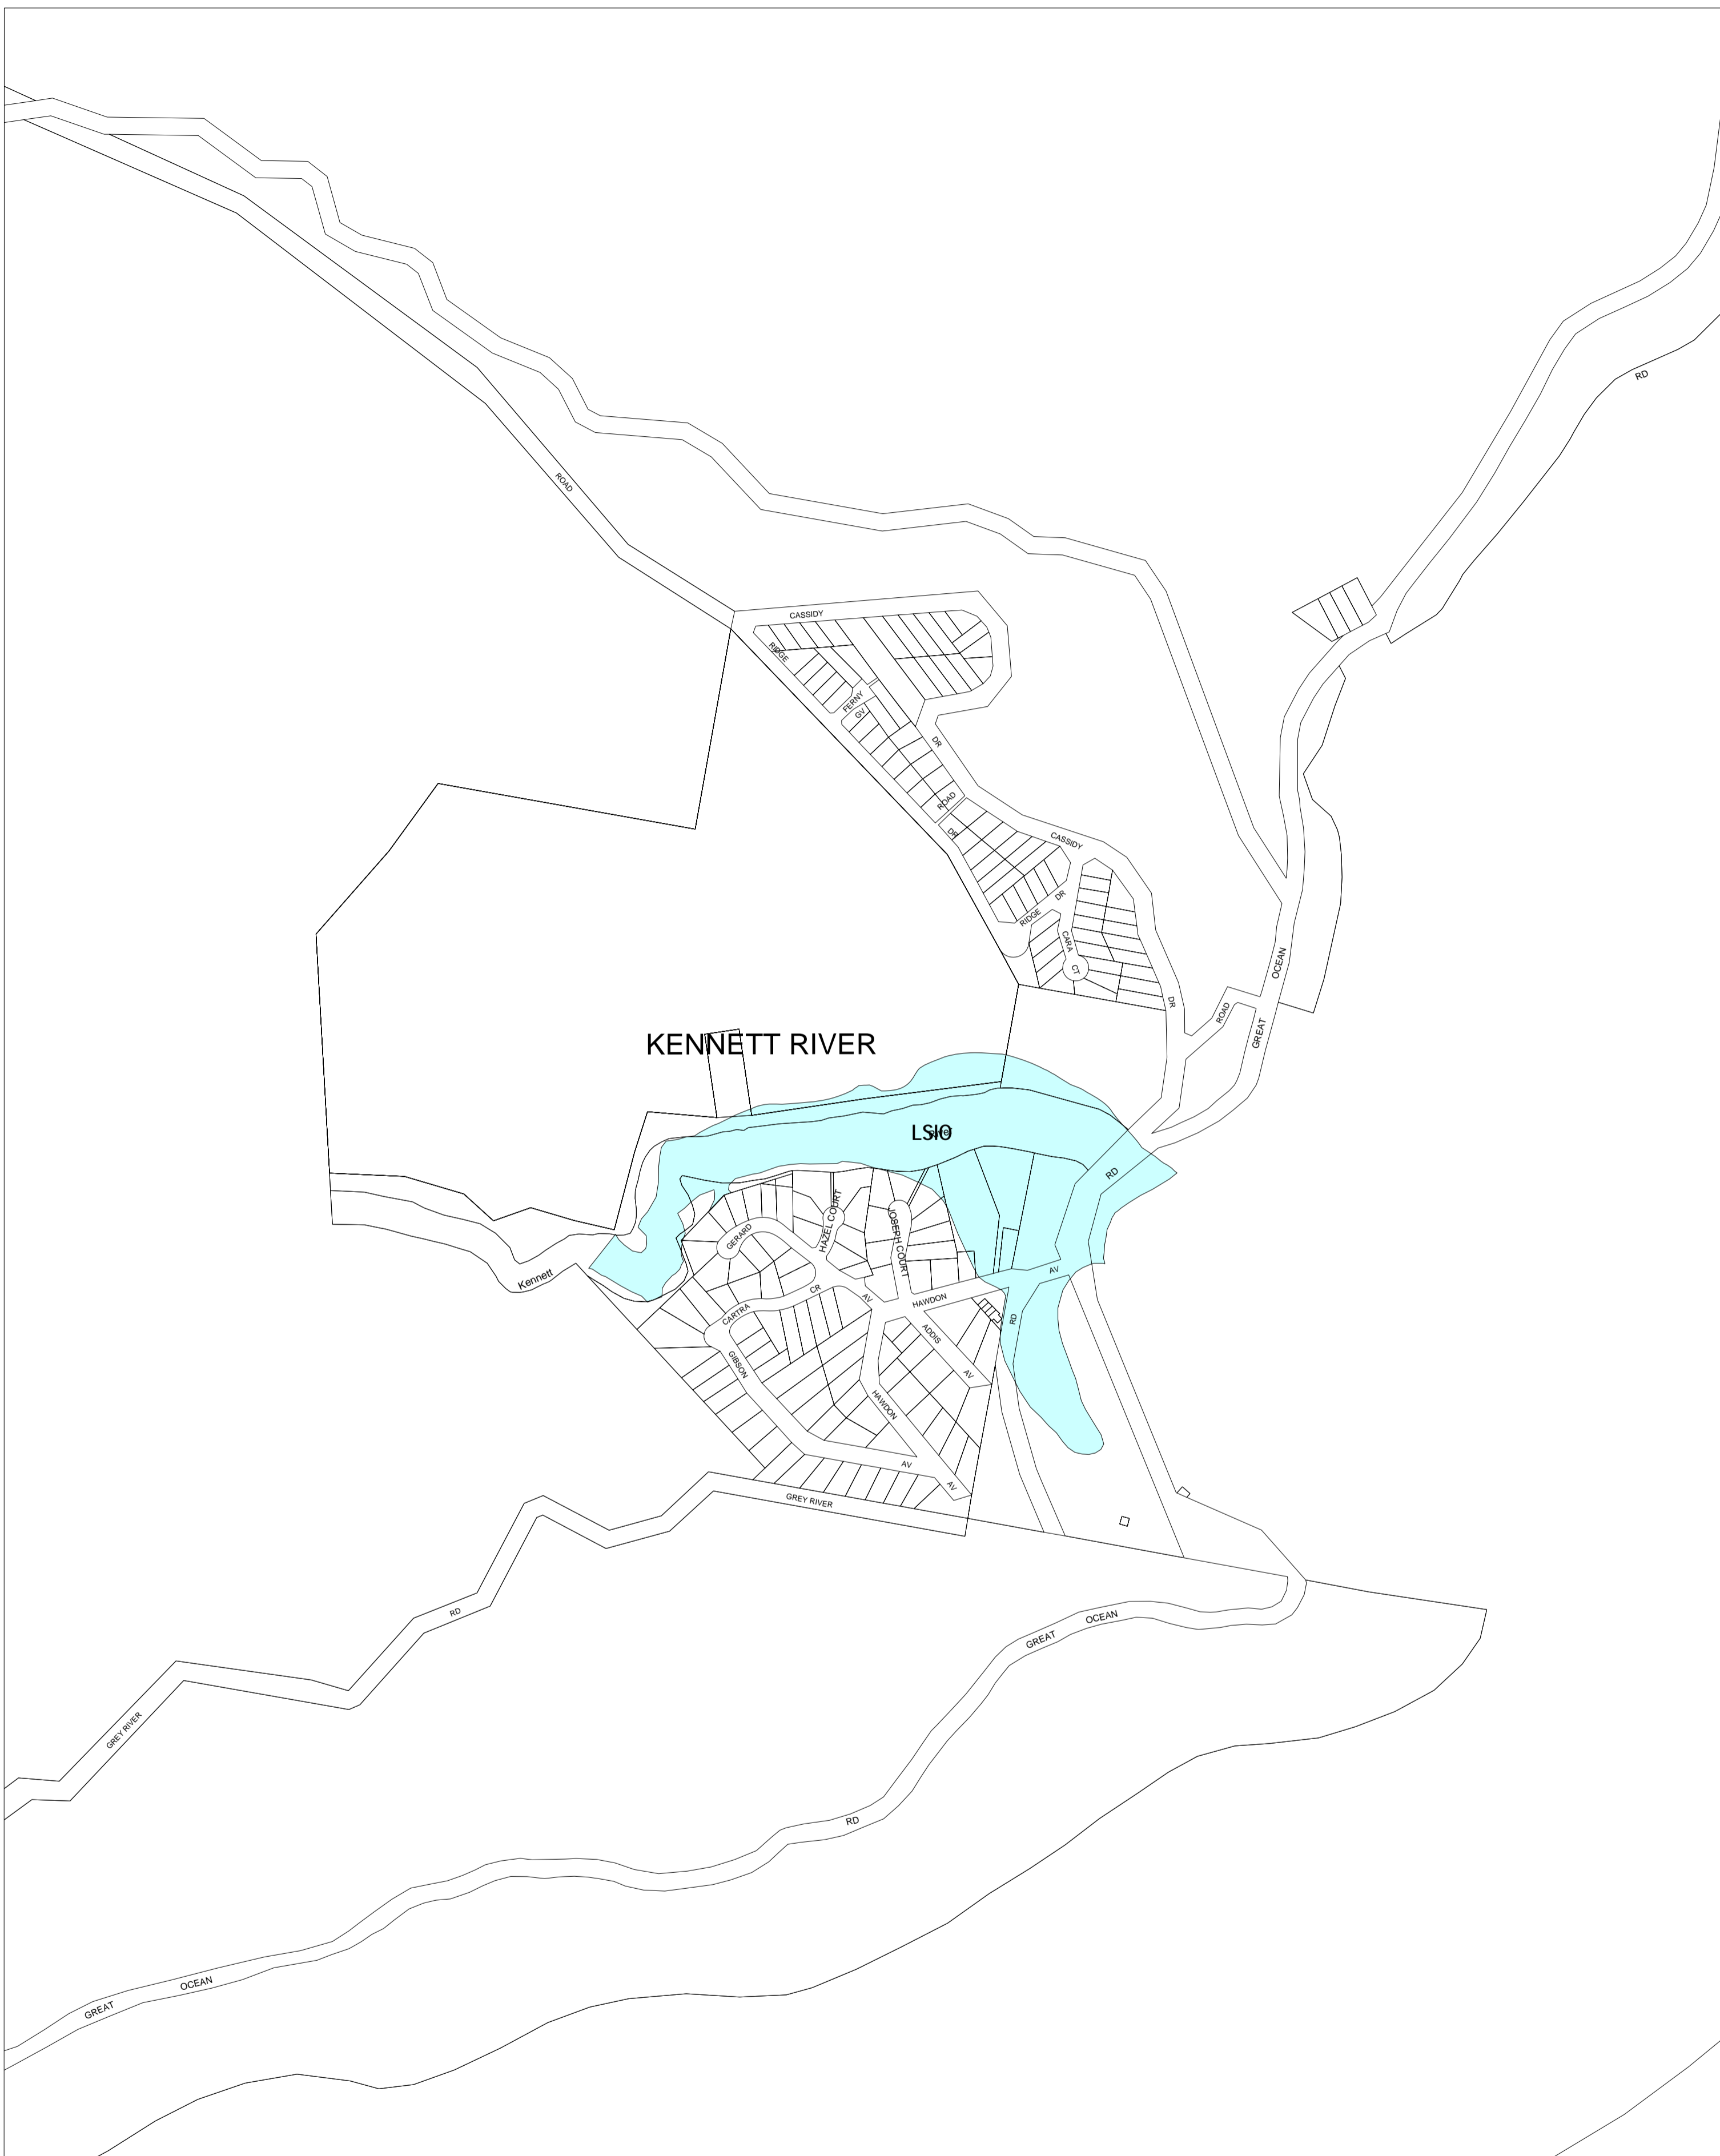 RD
ROAD
CASSIDY
RIDGE
FERNY
GV
DR
ROAD
DR
CASSIDY
DR
RIDGE
CARA
CT
OCEAN
DR
ROAD
GREAT
KENNETT RIVER
LSIO
River
RD
HAZEL COURT
JOSEPH COURT
GERARD
Kennett
AV
CR
AV
HAWDON
CARTRA
RD
ADDIS
GIBSON
AV
HAWDON
AV
AV
GREY RIVER
RD
OCEAN
GREAT
GREY RIVER
RD
OCEAN
GREAT